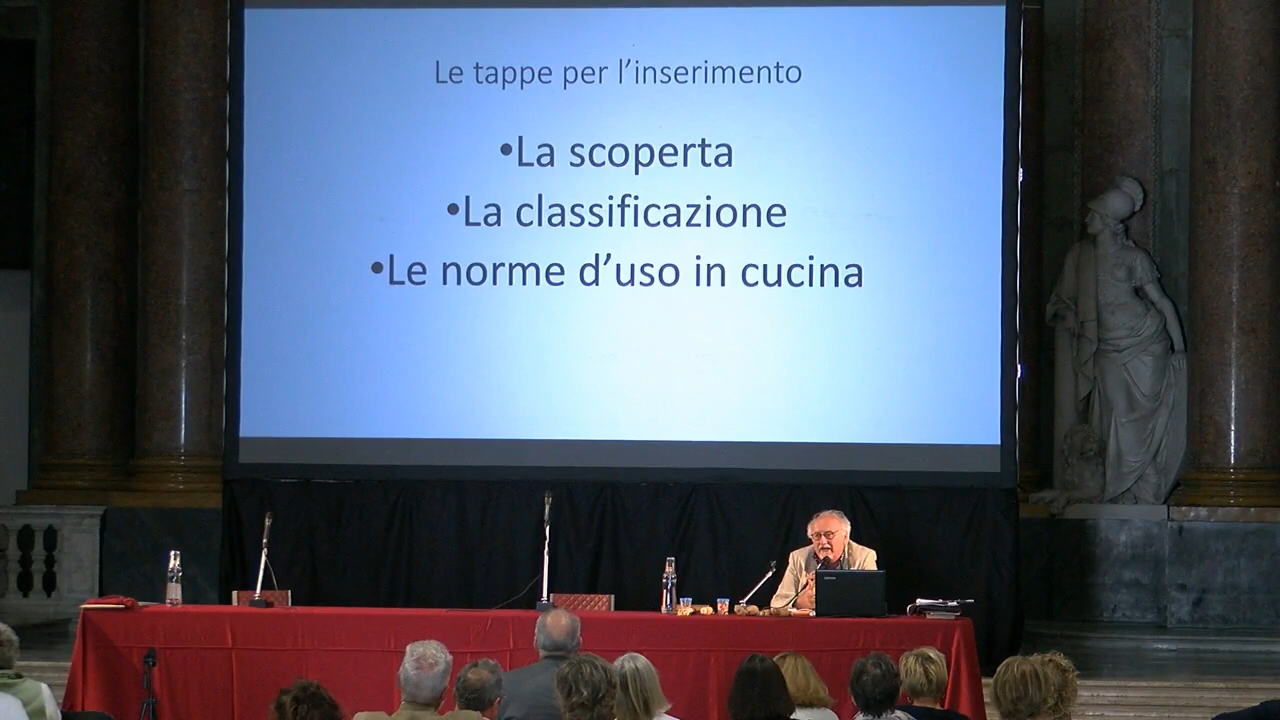 Le tappe per l’inserimento
•La scoperta
•La classificazione
•Le norme d’uso in cucina